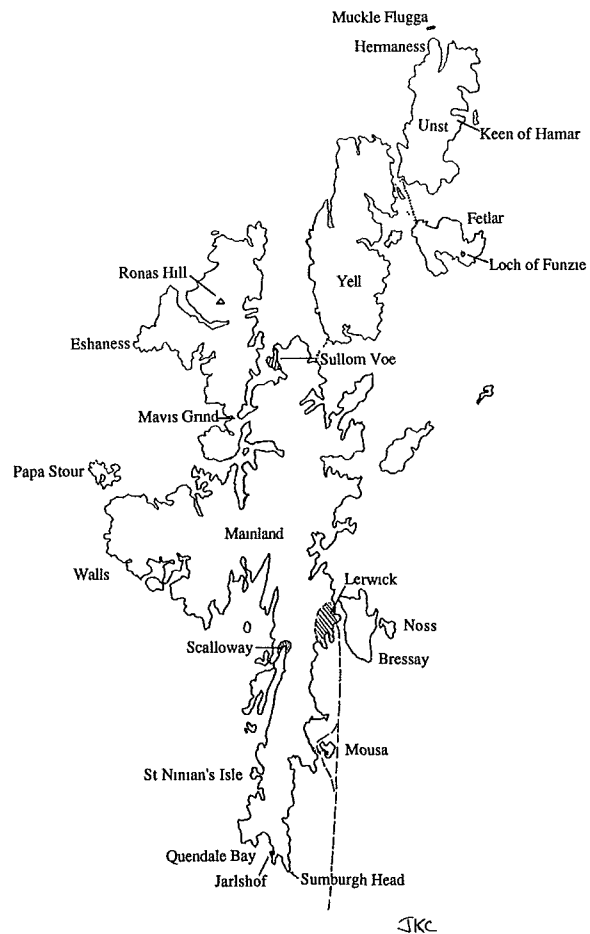 Muckle Flugga
Hermaness
Unst
Keen of Hamar
Fetlar
Ronas Hill
Loch of Funzie
Yell
Eshaness
Sullom Voe
Mavis Grind
Papa Stour
Mainland
Walls
Lerwick
Noss
Scalloway
Bressay
Mousa
St Ninian's Isle
Quendale Bay
Jarlshof
Sumburgh Head
JKC